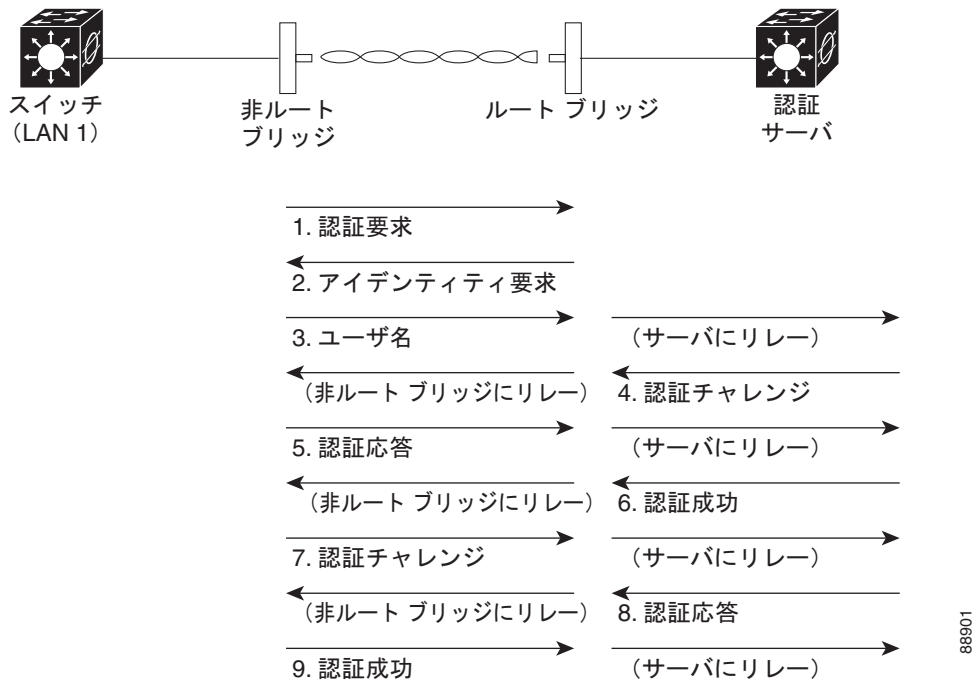 スイッチ
（LAN 1）
非ルート
ブリッジ
ルート ブリッジ
認証
サーバ
1. 認証要求
2. アイデンティティ要求
3. ユーザ名
（サーバにリレー）
（非ルート ブリッジにリレー）
4. 認証チャレンジ
5. 認証応答
（サーバにリレー）
（非ルート ブリッジにリレー）
6. 認証成功
7. 認証チャレンジ
（サーバにリレー）
（非ルート ブリッジにリレー）
8. 認証応答
9. 認証成功
（サーバにリレー）
88901